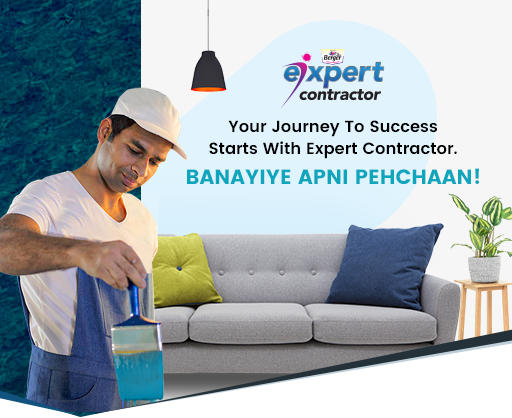 Berger
eXpert
contractor
Your Journey To Success
Starts With Expert Contractor.
BANAYIYE APNI PEHCHAAN!